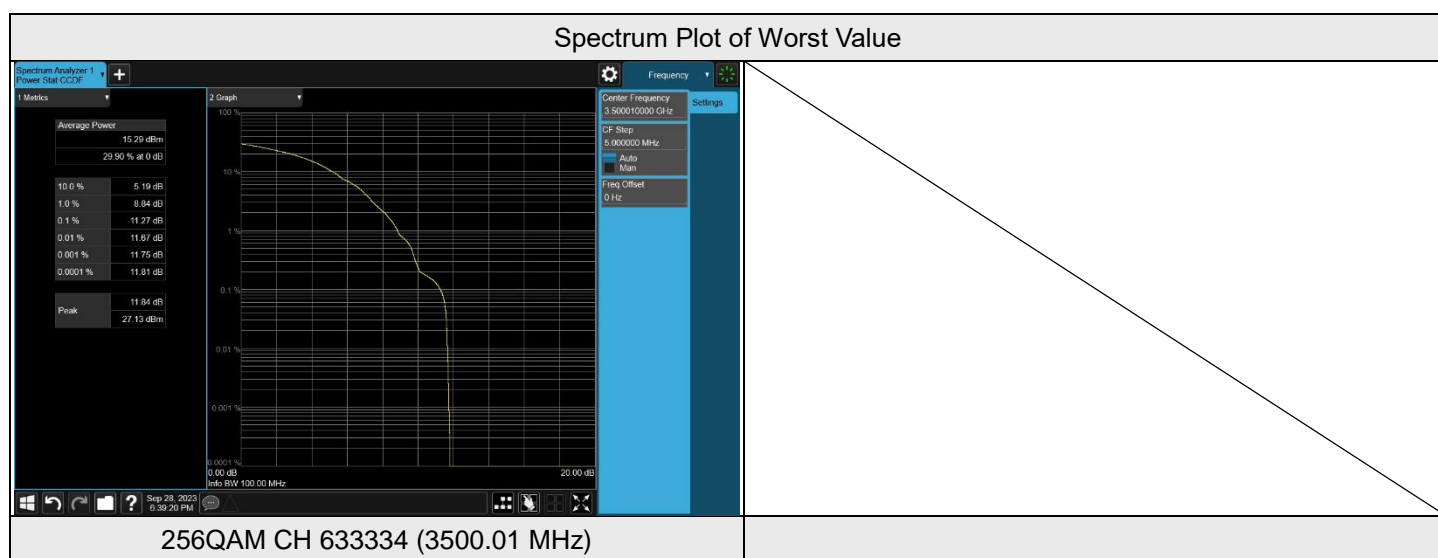 Spectrum Plot of Worst Value
Spectrum Analyzer 1
Power Stat CCDF
+
Frequency
1 Metrics
2 Graph
Average Power
15.29 dBm
29.90 % at 0 dB
10.0 % 5.19 dB
1.0 % 8.84 dB
0.1 % 11.27 dB
0.01 % 11.67 dB
0.001 % 11.75 dB
0.0001 % 11.81 dB
Peak
11.84 dB
27.13 dBm
100 %
10 %
1 %
0.1 %
0.01 %
0.001 %
0.0001 %
0.00 dB
20.00 dB
Info BW 100.00 MHz
Center Frequency
3.500010000 GHz
Settings
CF Step
5.000000 MHz
Auto
Man
Freq Offset
0 Hz
?
Sep 28, 2023
6:39:20 PM
256QAM CH 633334 (3500.01 MHz)